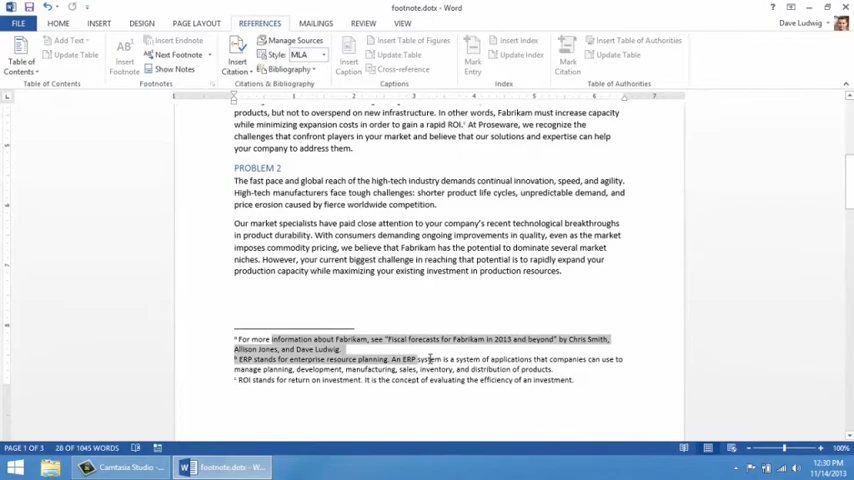 footnote.dotx - Word
FILE HOME INSERT DESIGN PAGE LAYOUT REFERENCES MAILINGS REVIEW VIEW Dave Ludwig
Table of Contents
Add Text
Update Table
Table of Contents
AB1
Insert Footnote
Insert Endnote
Next Footnote
Show Notes
Footnotes
Insert Citation
Manage Sources
Style: MLA
Bibliography
Citations & Bibliography
Insert Caption
Insert Table of Figures
Update Table
Cross-reference
Captions
Mark Entry
Insert Index
Update Index
Index
Mark Citation
Insert Table of Authorities
Update Table
Table of Authorities
1 1 2 3 4 5 6 7
products, but not to overspend on new infrastructure. In other words, Fabrikam must increase capacity
while minimizing expansion costs in order to gain a rapid ROI.c At Proseware, we recognize the
challenges that confront players in your market and believe that our solutions and expertise can help
your company to address them.
PROBLEM 2
The fast pace and global reach of the high-tech industry demands continual innovation, speed, and agility.
High-tech manufacturers face tough challenges: shorter product life cycles, unpredictable demand, and
price erosion caused by fierce worldwide competition.
Our market specialists have paid close attention to your company's recent technological breakthroughs
in product durability. With consumers demanding ongoing improvements in quality, even as the market
imposes commodity pricing, we believe that Fabrikam has the potential to dominate several market
niches. However, your current biggest challenge in reaching that potential is to rapidly expand your
production capacity while maximizing your existing investment in production resources.
a For more information about Fabrikam, see "Fiscal forecasts for Fabrikam in 2013 and beyond" by Chris Smith,
Allison Jones, and Dave Ludwig.
b ERP stands for enterprise resource planning. An ERP system is a system of applications that companies can use to
manage planning, development, manufacturing, sales, inventory, and distribution of products.
c ROI stands for return on investment. It is the concept of evaluating the efficiency of an investment.
PAGE 1 OF 3 28 OF 1045 WORDS 100%
Camtasia Studio -... footnote.dotx - W... 12:30 PM
11/14/2013